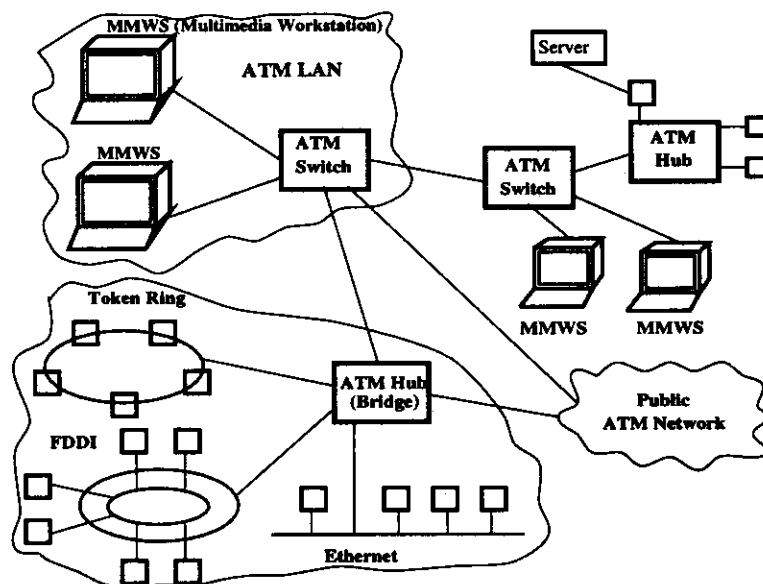 MMWS (Multimedia Workstation)
ATM LAN
MMWS
ATM
Switch
Server
ATM
Hub
ATM
Switch
MMWS
MMWS
Token Ring
ATM Hub
(Bridge)
Public
ATM Network
FDDI
Ethernet